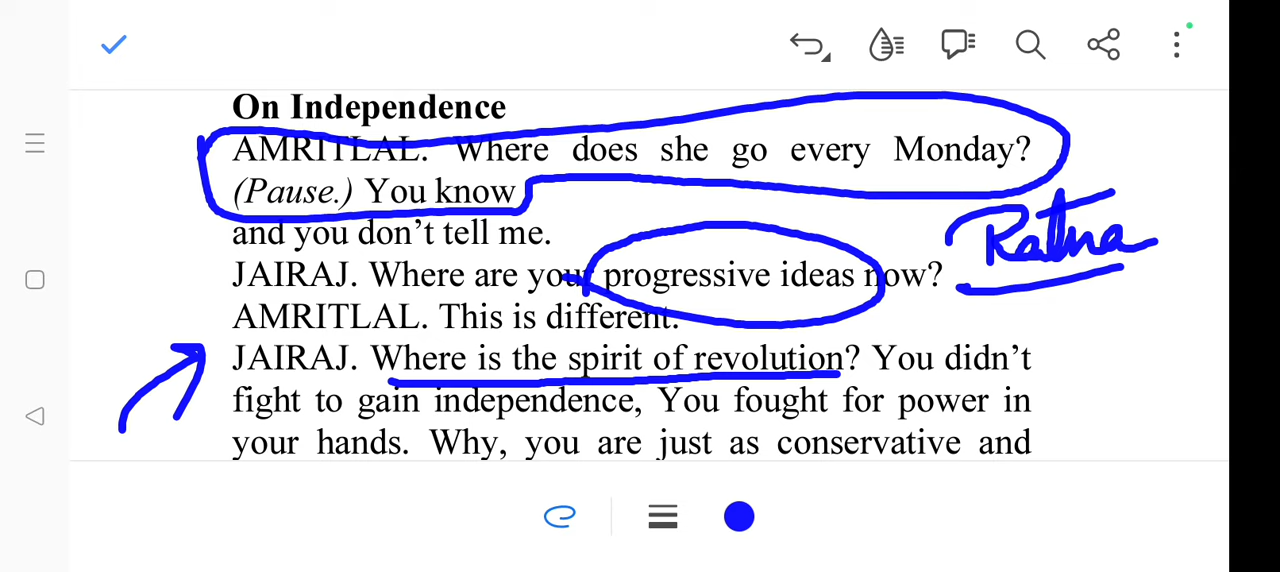 On Independence
AMRITLAL. Where does she go every Monday?
(Pause.) You know
and you don't tell me.
Ratna
JAIRAJ. Where are your progressive ideas now?
AMRITLAL. This is different.
JAIRAJ. Where is the spirit of revolution? You didn't
fight to gain independence, You fought for power in
your hands. Why, you are just as conservative and